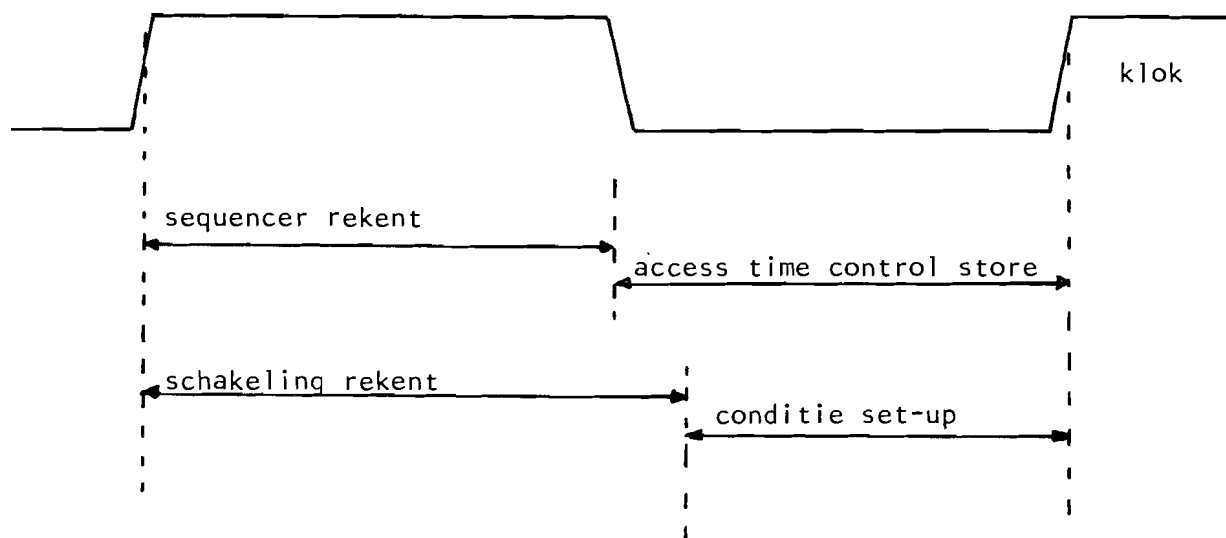 klok
sequencer rekent
access time control store
schakeling rekent
conditie set-up